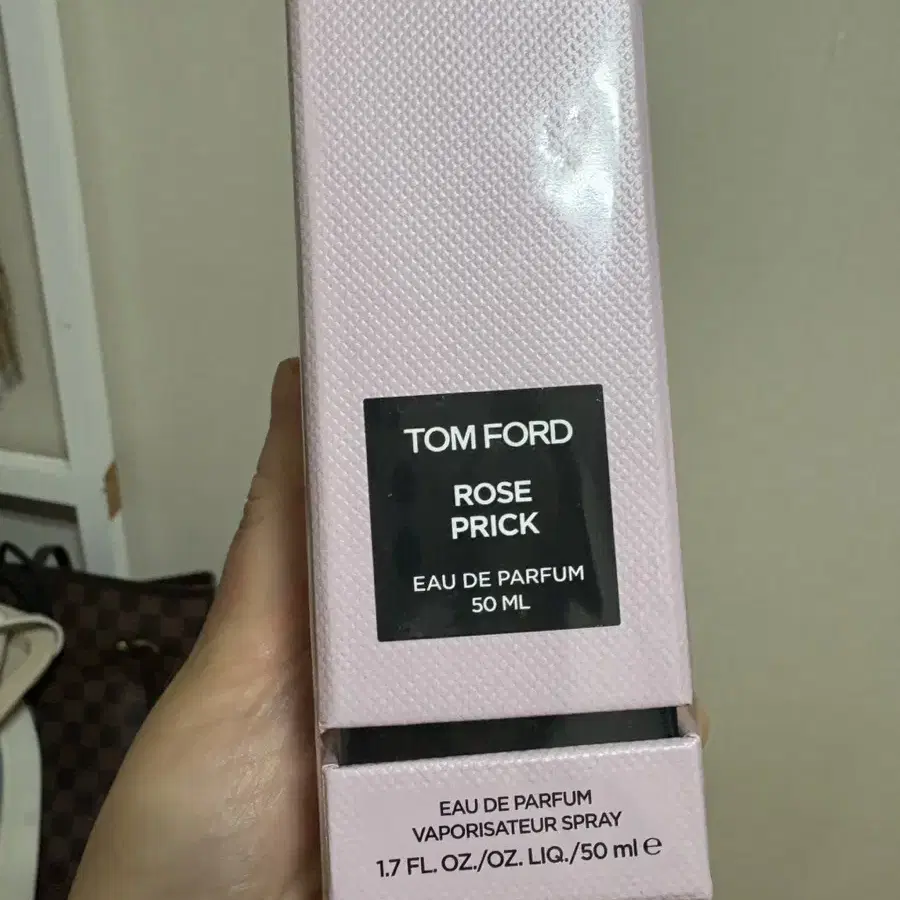 TOM FORD
ROSE
PRICK
EAU DE PARFUM
50 ML
EAU DE PARFUM
VAPORISATEUR SPRAY
1.7 FL. OZ./OZ. LIQ./50 ml ℮